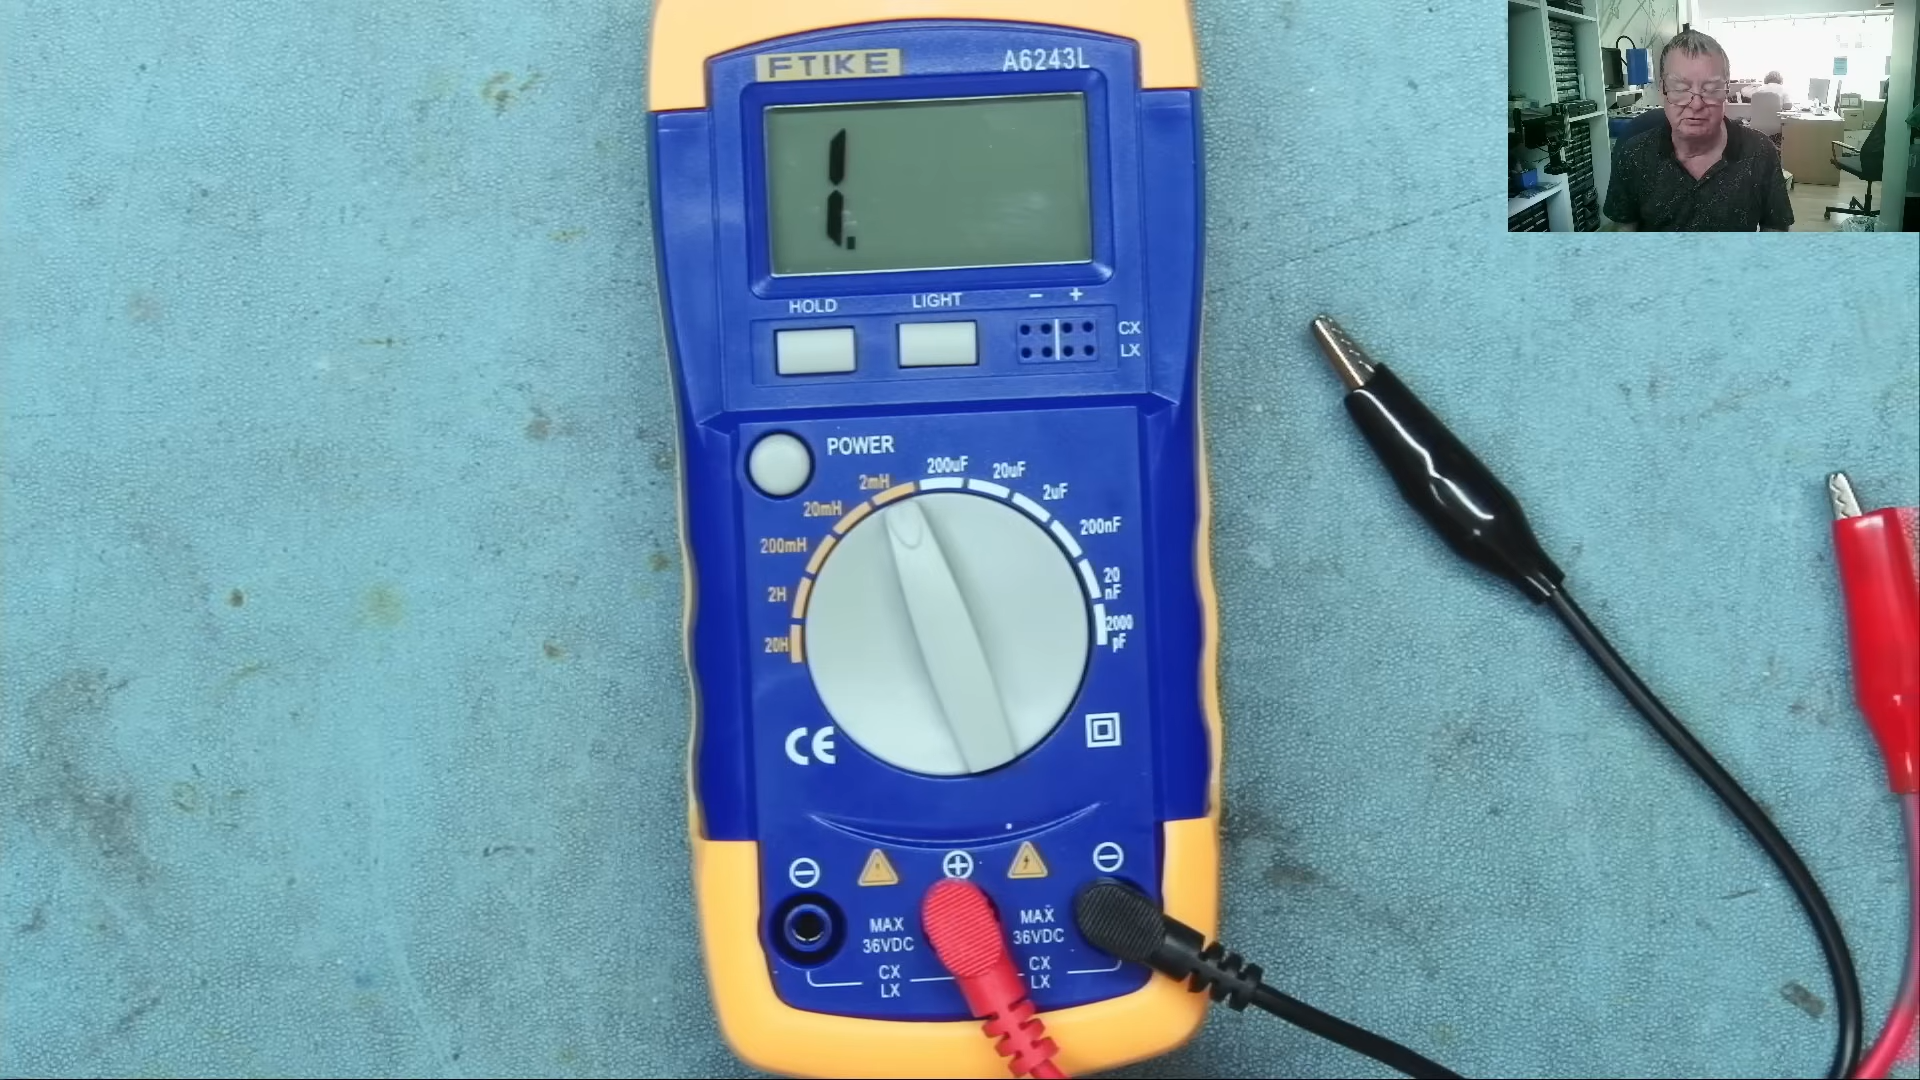 FTIKE
A6243L
1.
HOLD
LIGHT
− +
CX
LX
POWER
2mH
20mH
200mH
2H
20H
200uF
20uF
2uF
200nF
20
nF
2000
pF
CE
MAX
36VDC
CX
LX
MAX
36VDC
CX
LX